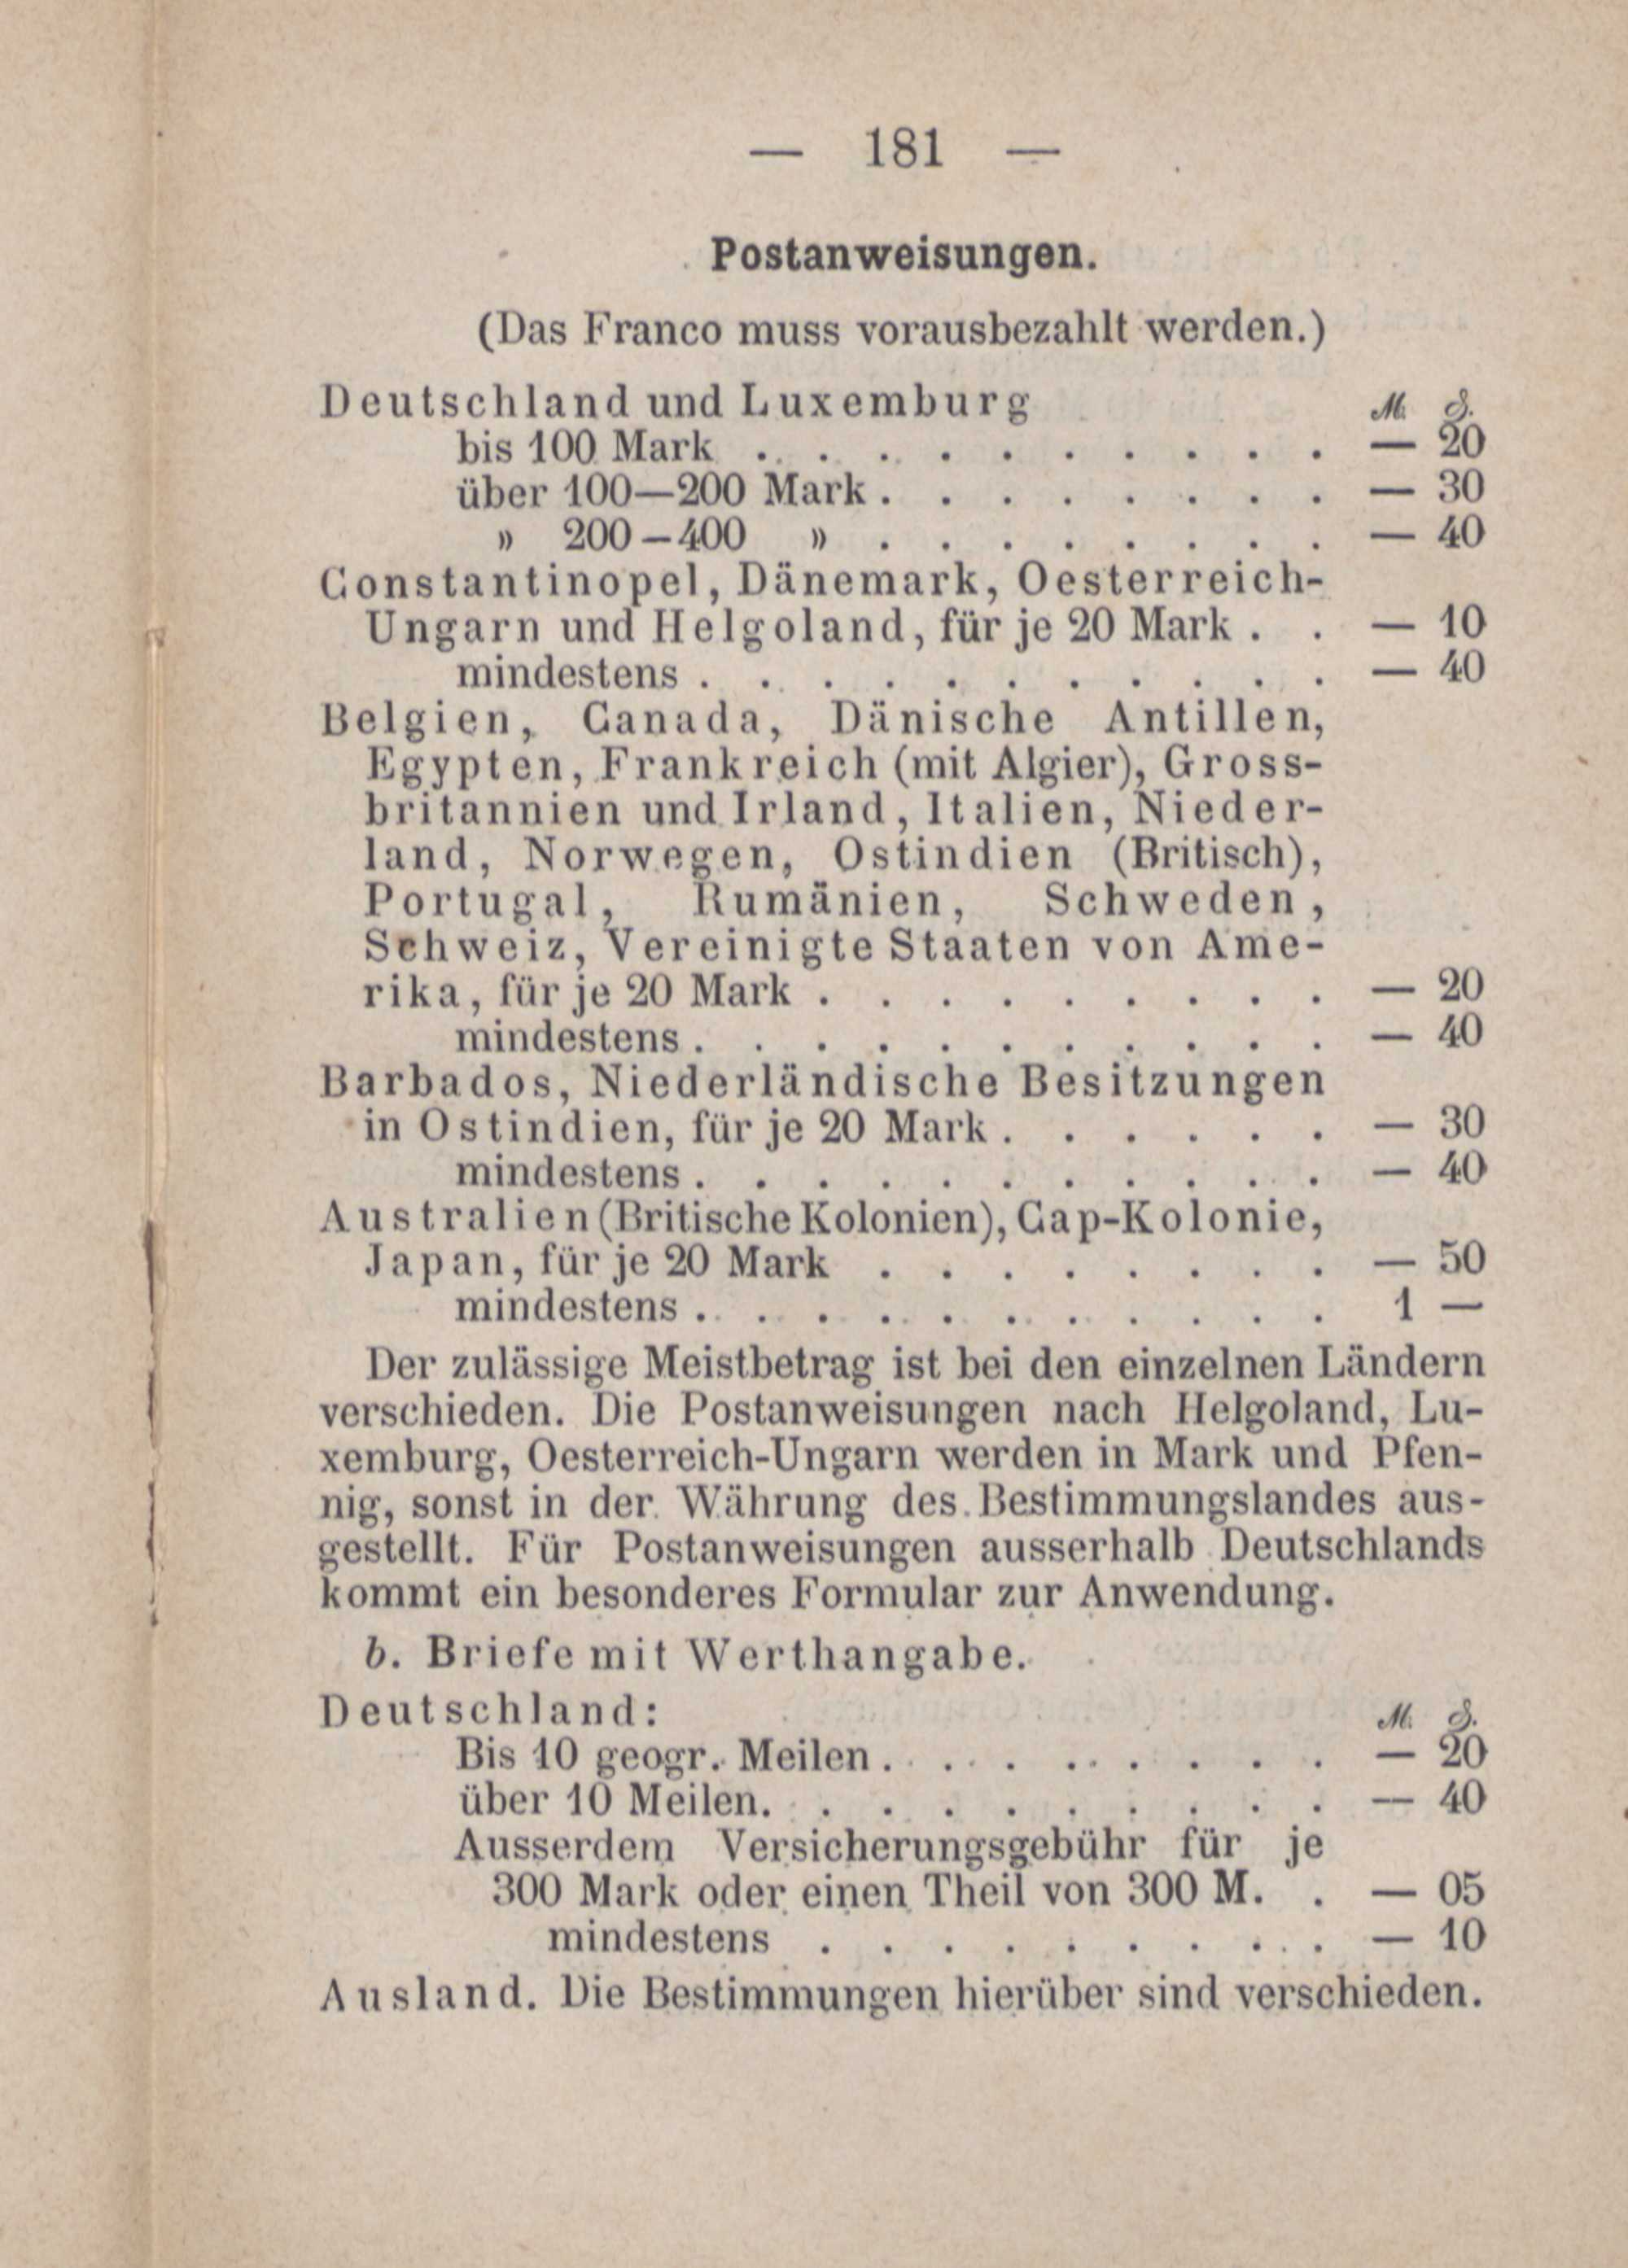 — 181 —
Postanweisungen.
(Das Franco muss vorausbezahlt werden.)
Deutschland und Luxemburg M. ₰.
bis 100 Mark . . . . . . . . . . — 20
über 100—200 Mark . . . . . . . . — 30
» 200–400 » . . . . . . . . — 40
Constantinopel, Dänemark, Oesterreich-
Ungarn und Helgoland, für je 20 Mark . . — 10
mindestens . . . . . . . . . . . — 40
Belgien, Canada, Dänische Antillen,
Egypten, Frankreich (mit Algier), Gross-
britannien und Irland, Italien, Nieder-
land, Norwegen, Ostindien (Britisch),
Portugal, Rumänien, Schweden,
Schweiz, Vereinigte Staaten von Ame-
rika, für je 20 Mark . . . . . . . . . — 20
mindestens . . . . . . . . . . . — 40
Barbados, Niederländische Besitzungen
in Ostindien, für je 20 Mark . . . . . . — 30
mindestens . . . . . . . . . . . — 40
Australien (Britische Kolonien), Cap-Kolonie,
Japan, für je 20 Mark . . . . . . . . — 50
mindestens . . . . . . . . . . . 1 —
Der zulässige Meistbetrag ist bei den einzelnen Ländern
verschieden. Die Postanweisungen nach Helgoland, Lu-
xemburg, Oesterreich-Ungarn werden in Mark und Pfen-
nig, sonst in der Währung des Bestimmungslandes aus-
gestellt. Für Postanweisungen ausserhalb Deutschlands
kommt ein besonderes Formular zur Anwendung.
b. Briefe mit Werthangabe.
Deutschland: M. ₰.
Bis 10 geogr. Meilen . . . . . . . . — 20
über 10 Meilen. . . . . . . . . . — 40
Ausserdem Versicherungsgebühr für je
300 Mark oder einen Theil von 300 M. . — 05
mindestens . . . . . . . . . — 10
Ausland. Die Bestimmungen hierüber sind verschieden.